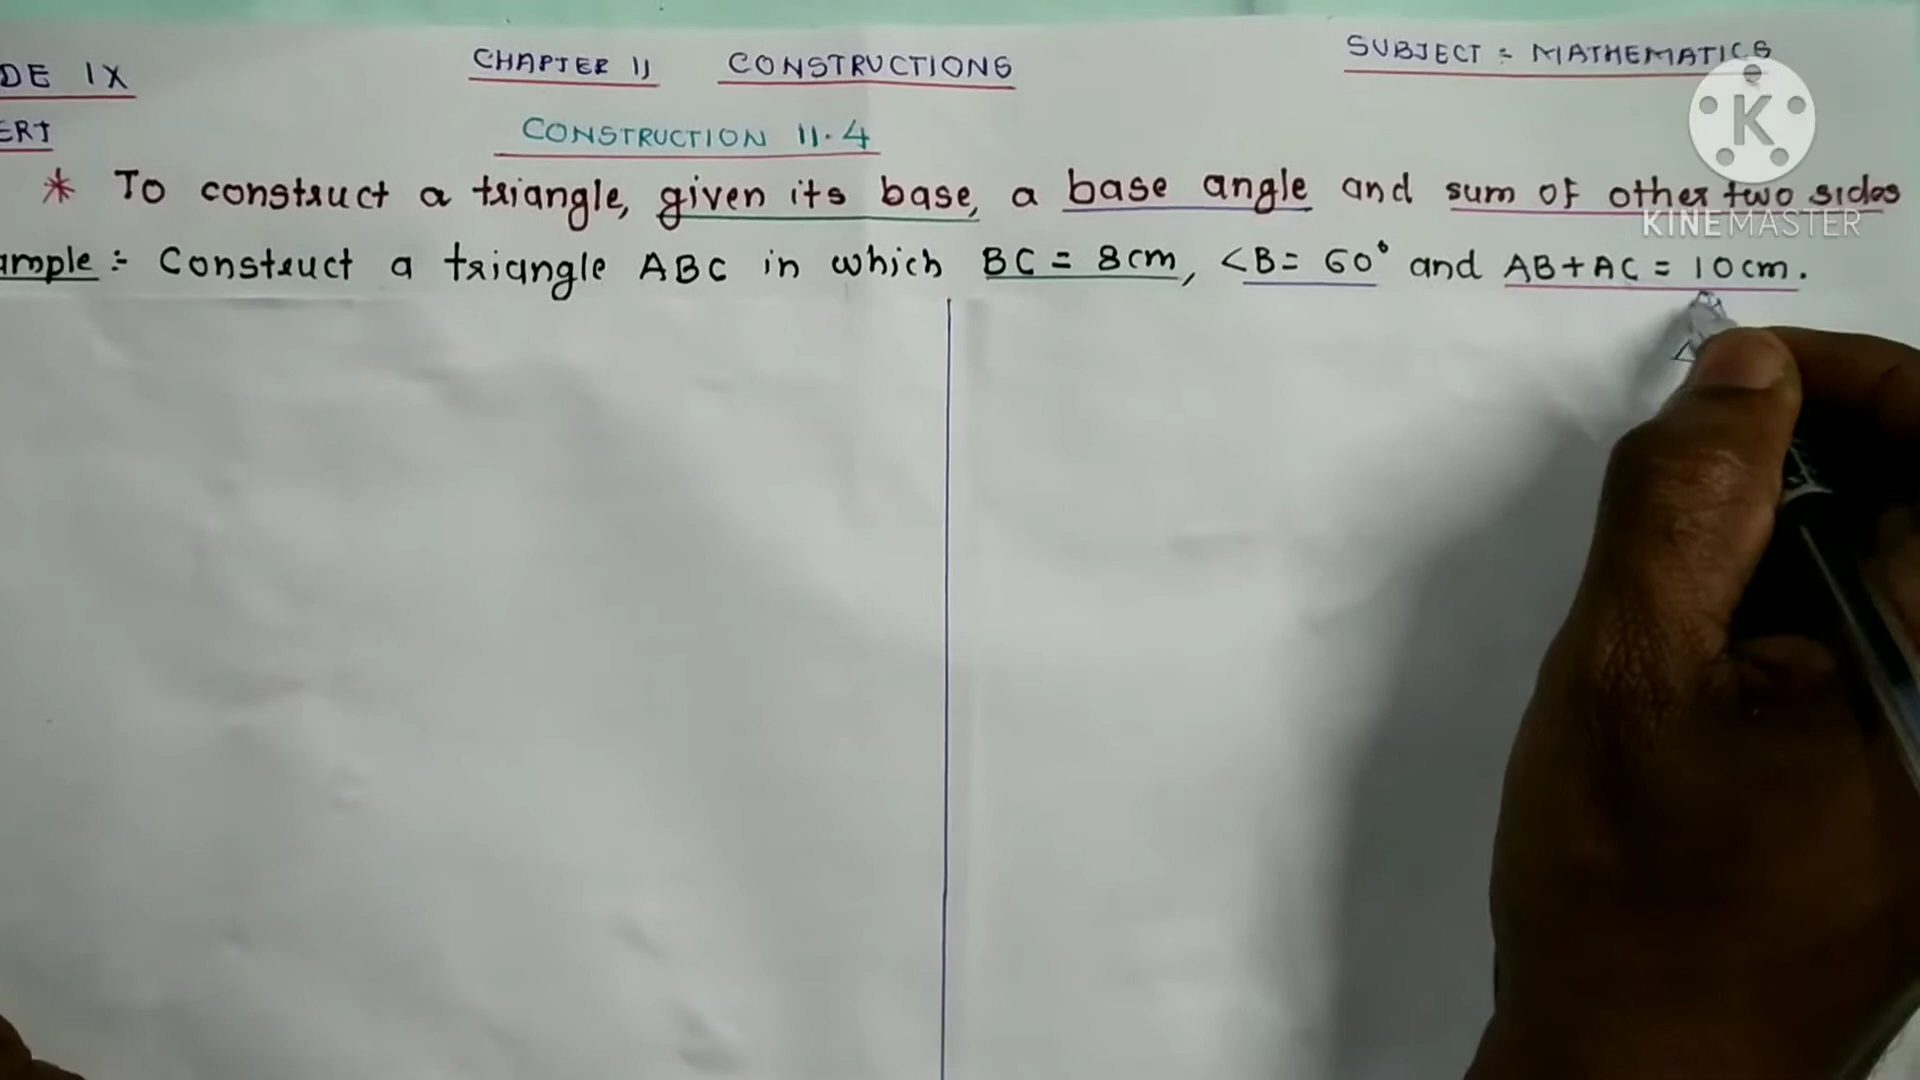 DE IX CHAPTER 11 CONSTRUCTIONS SUBJECT : MATHEMATICS
ERT CONSTRUCTION 11.4
* To construct a triangle, given its base, a base angle and sum of other two sides
KINEMASTER
ample :- Construct a triangle ABC in which BC = 8cm, <B = 60° and AB+AC = 10cm.